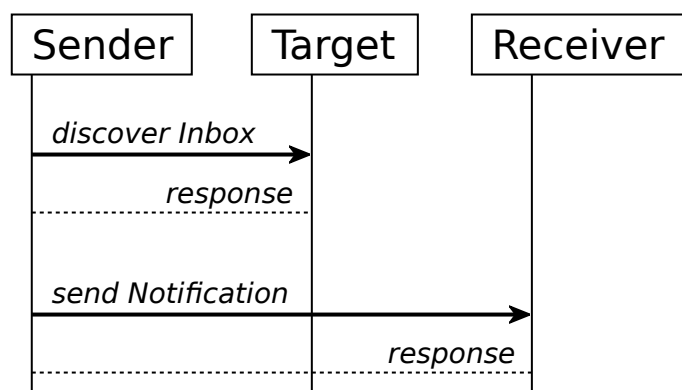 Sender Target Receiver
discover Inbox
response
send Notification
response